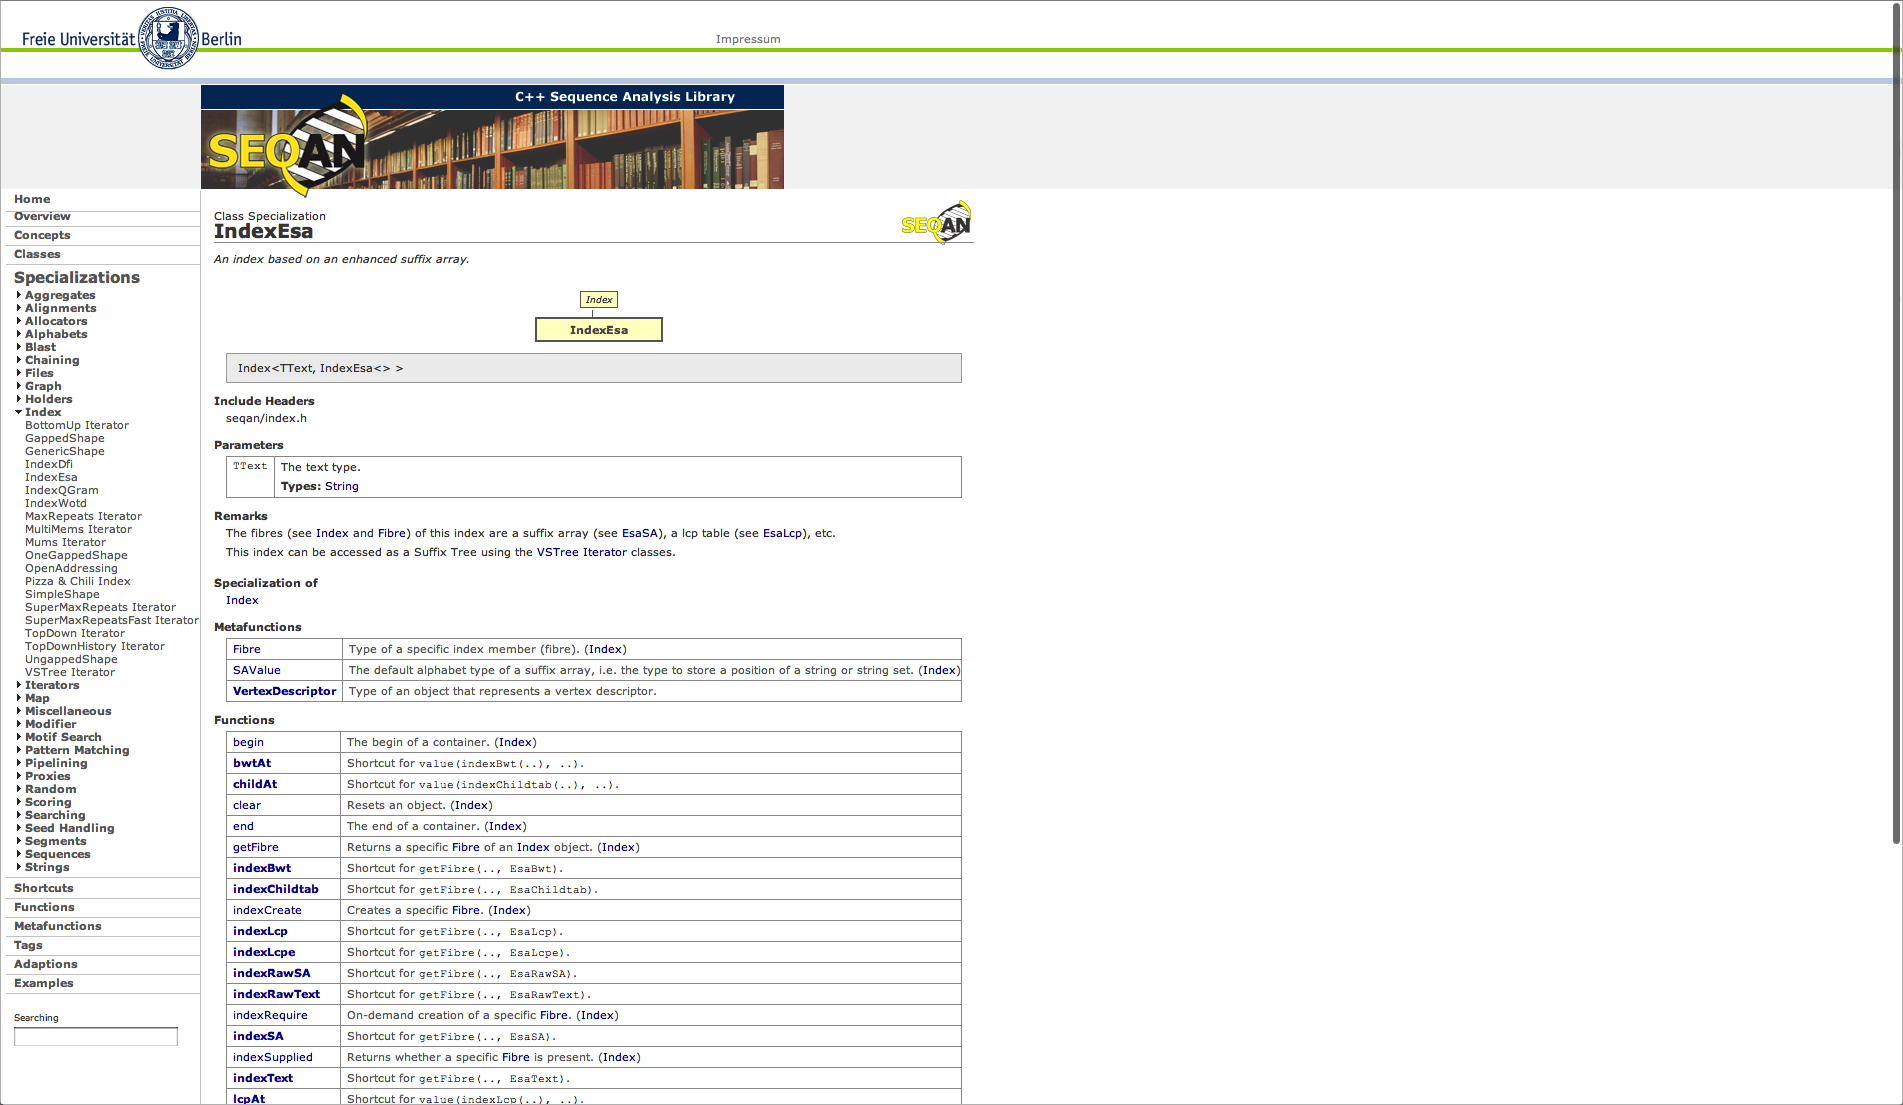 Freie Universität Berlin
Impressum
C++ Sequence Analysis Library
SEQAN
Home
Overview
Concepts
Classes
Specializations
Aggregates
Alignments
Allocators
Alphabets
Blast
Chaining
Files
Graph
Holders
Index
BottomUp Iterator
GappedShape
GenericShape
IndexDfi
IndexEsa
IndexQGram
IndexWotd
MaxRepeats Iterator
MultiMems Iterator
Mums Iterator
OneGappedShape
OpenAddressing
Pizza & Chili Index
SimpleShape
SuperMaxRepeats Iterator
SuperMaxRepeatsFast Iterator
TopDown Iterator
TopDownHistory Iterator
UngappedShape
VSTree Iterator
Iterators
Map
Miscellaneous
Modifier
Motif Search
Pattern Matching
Pipelining
Proxies
Random
Scoring
Searching
Seed Handling
Segments
Sequences
Strings
Shortcuts
Functions
Metafunctions
Tags
Adaptions
Examples
Searching
Class Specialization
IndexEsa
SEQAN
An index based on an enhanced suffix array.
Index
IndexEsa
Index<TText, IndexEsa<> >
Include Headers
seqan/index.h
Parameters
TText The text type.
Types: String
Remarks
The fibres (see Index and Fibre) of this index are a suffix array (see EsaSA), a lcp table (see EsaLcp), etc.
This index can be accessed as a Suffix Tree using the VSTree Iterator classes.
Specialization of
Index
Metafunctions
Fibre Type of a specific index member (fibre). (Index)
SAValue The default alphabet type of a suffix array, i.e. the type to store a position of a string or string set. (Index)
VertexDescriptor Type of an object that represents a vertex descriptor.
Functions
begin The begin of a container. (Index)
bwtAt Shortcut for value(indexBwt(..), ..).
childAt Shortcut for value(indexChildtab(..), ..).
clear Resets an object. (Index)
end The end of a container. (Index)
getFibre Returns a specific Fibre of an Index object. (Index)
indexBwt Shortcut for getFibre(.., EsaBwt).
indexChildtab Shortcut for getFibre(.., EsaChildtab).
indexCreate Creates a specific Fibre. (Index)
indexLcp Shortcut for getFibre(.., EsaLcp).
indexLcpe Shortcut for getFibre(.., EsaLcpe).
indexRawSA Shortcut for getFibre(.., EsaRawSA).
indexRawText Shortcut for getFibre(.., EsaRawText).
indexRequire On-demand creation of a specific Fibre. (Index)
indexSA Shortcut for getFibre(.., EsaSA).
indexSupplied Returns whether a specific Fibre is present. (Index)
indexText Shortcut for getFibre(.., EsaText).
lcpAt Shortcut for value(indexLcp(..), ..).